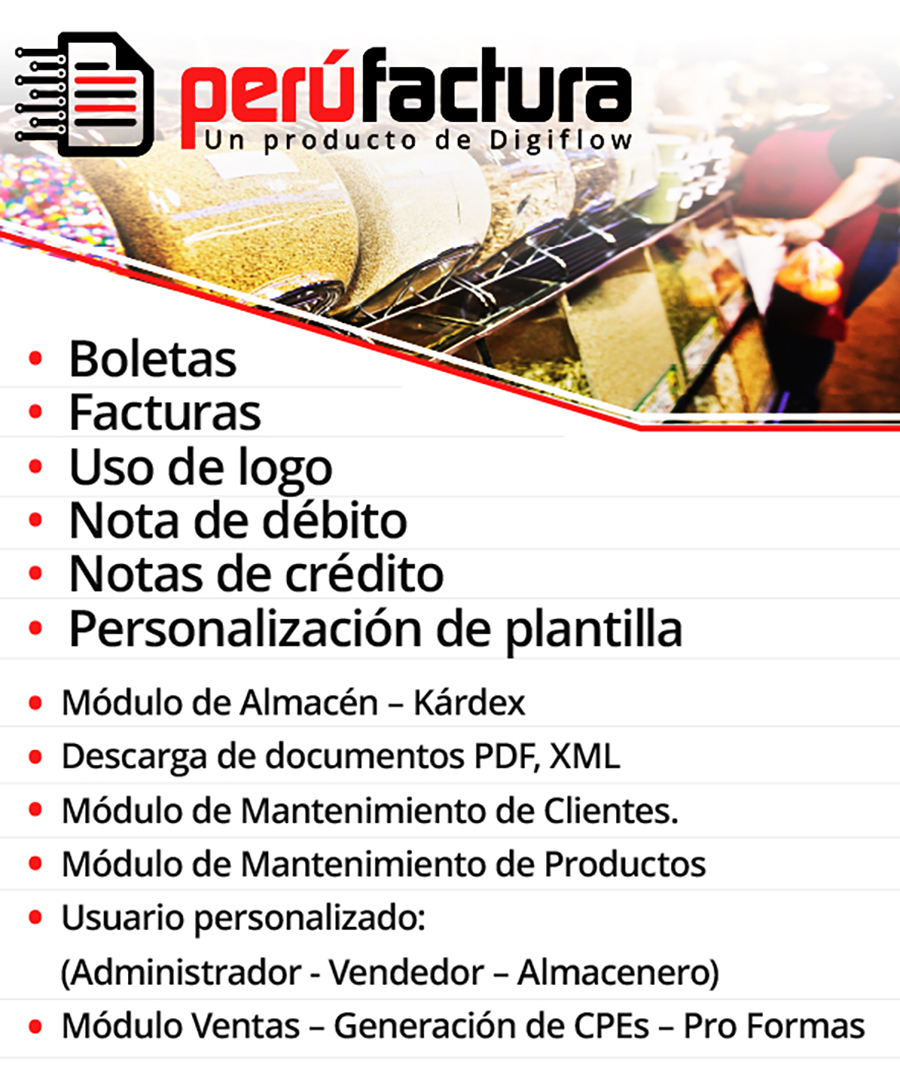 perúfactura
Un producto de Digiflow
• Boletas
• Facturas
• Uso de logo
• Nota de débito
• Notas de crédito
• Personalización de plantilla
• Módulo de Almacén – Kárdex
• Descarga de documentos PDF, XML
• Módulo de Mantenimiento de Clientes.
• Módulo de Mantenimiento de Productos
• Usuario personalizado:
(Administrador - Vendedor – Almacenero)
• Módulo Ventas – Generación de CPEs – Pro Formas